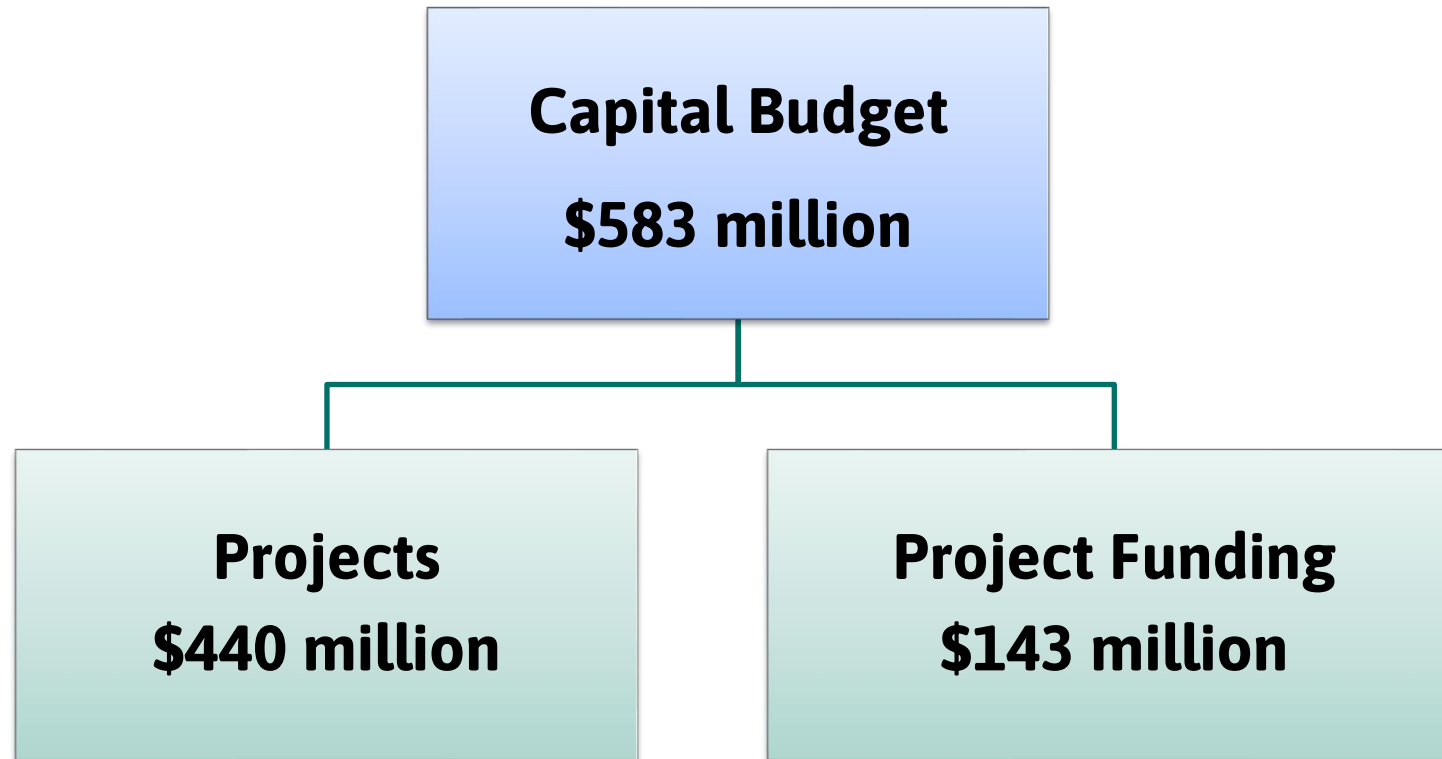 Capital Budget
$583 million
Projects
$440 million
Project Funding
$143 million